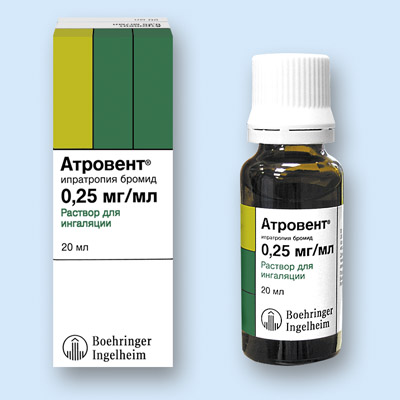 Атровент®
ипратропия бромид
0,25 мг/мл
Раствор для
ингаляции
20 мл
Boehringer
Ingelheim
Атровент®
ипратропия бромид
0,25 мг/мл
Раствор для
ингаляции
20 мл
Boehringer
Ingelheim